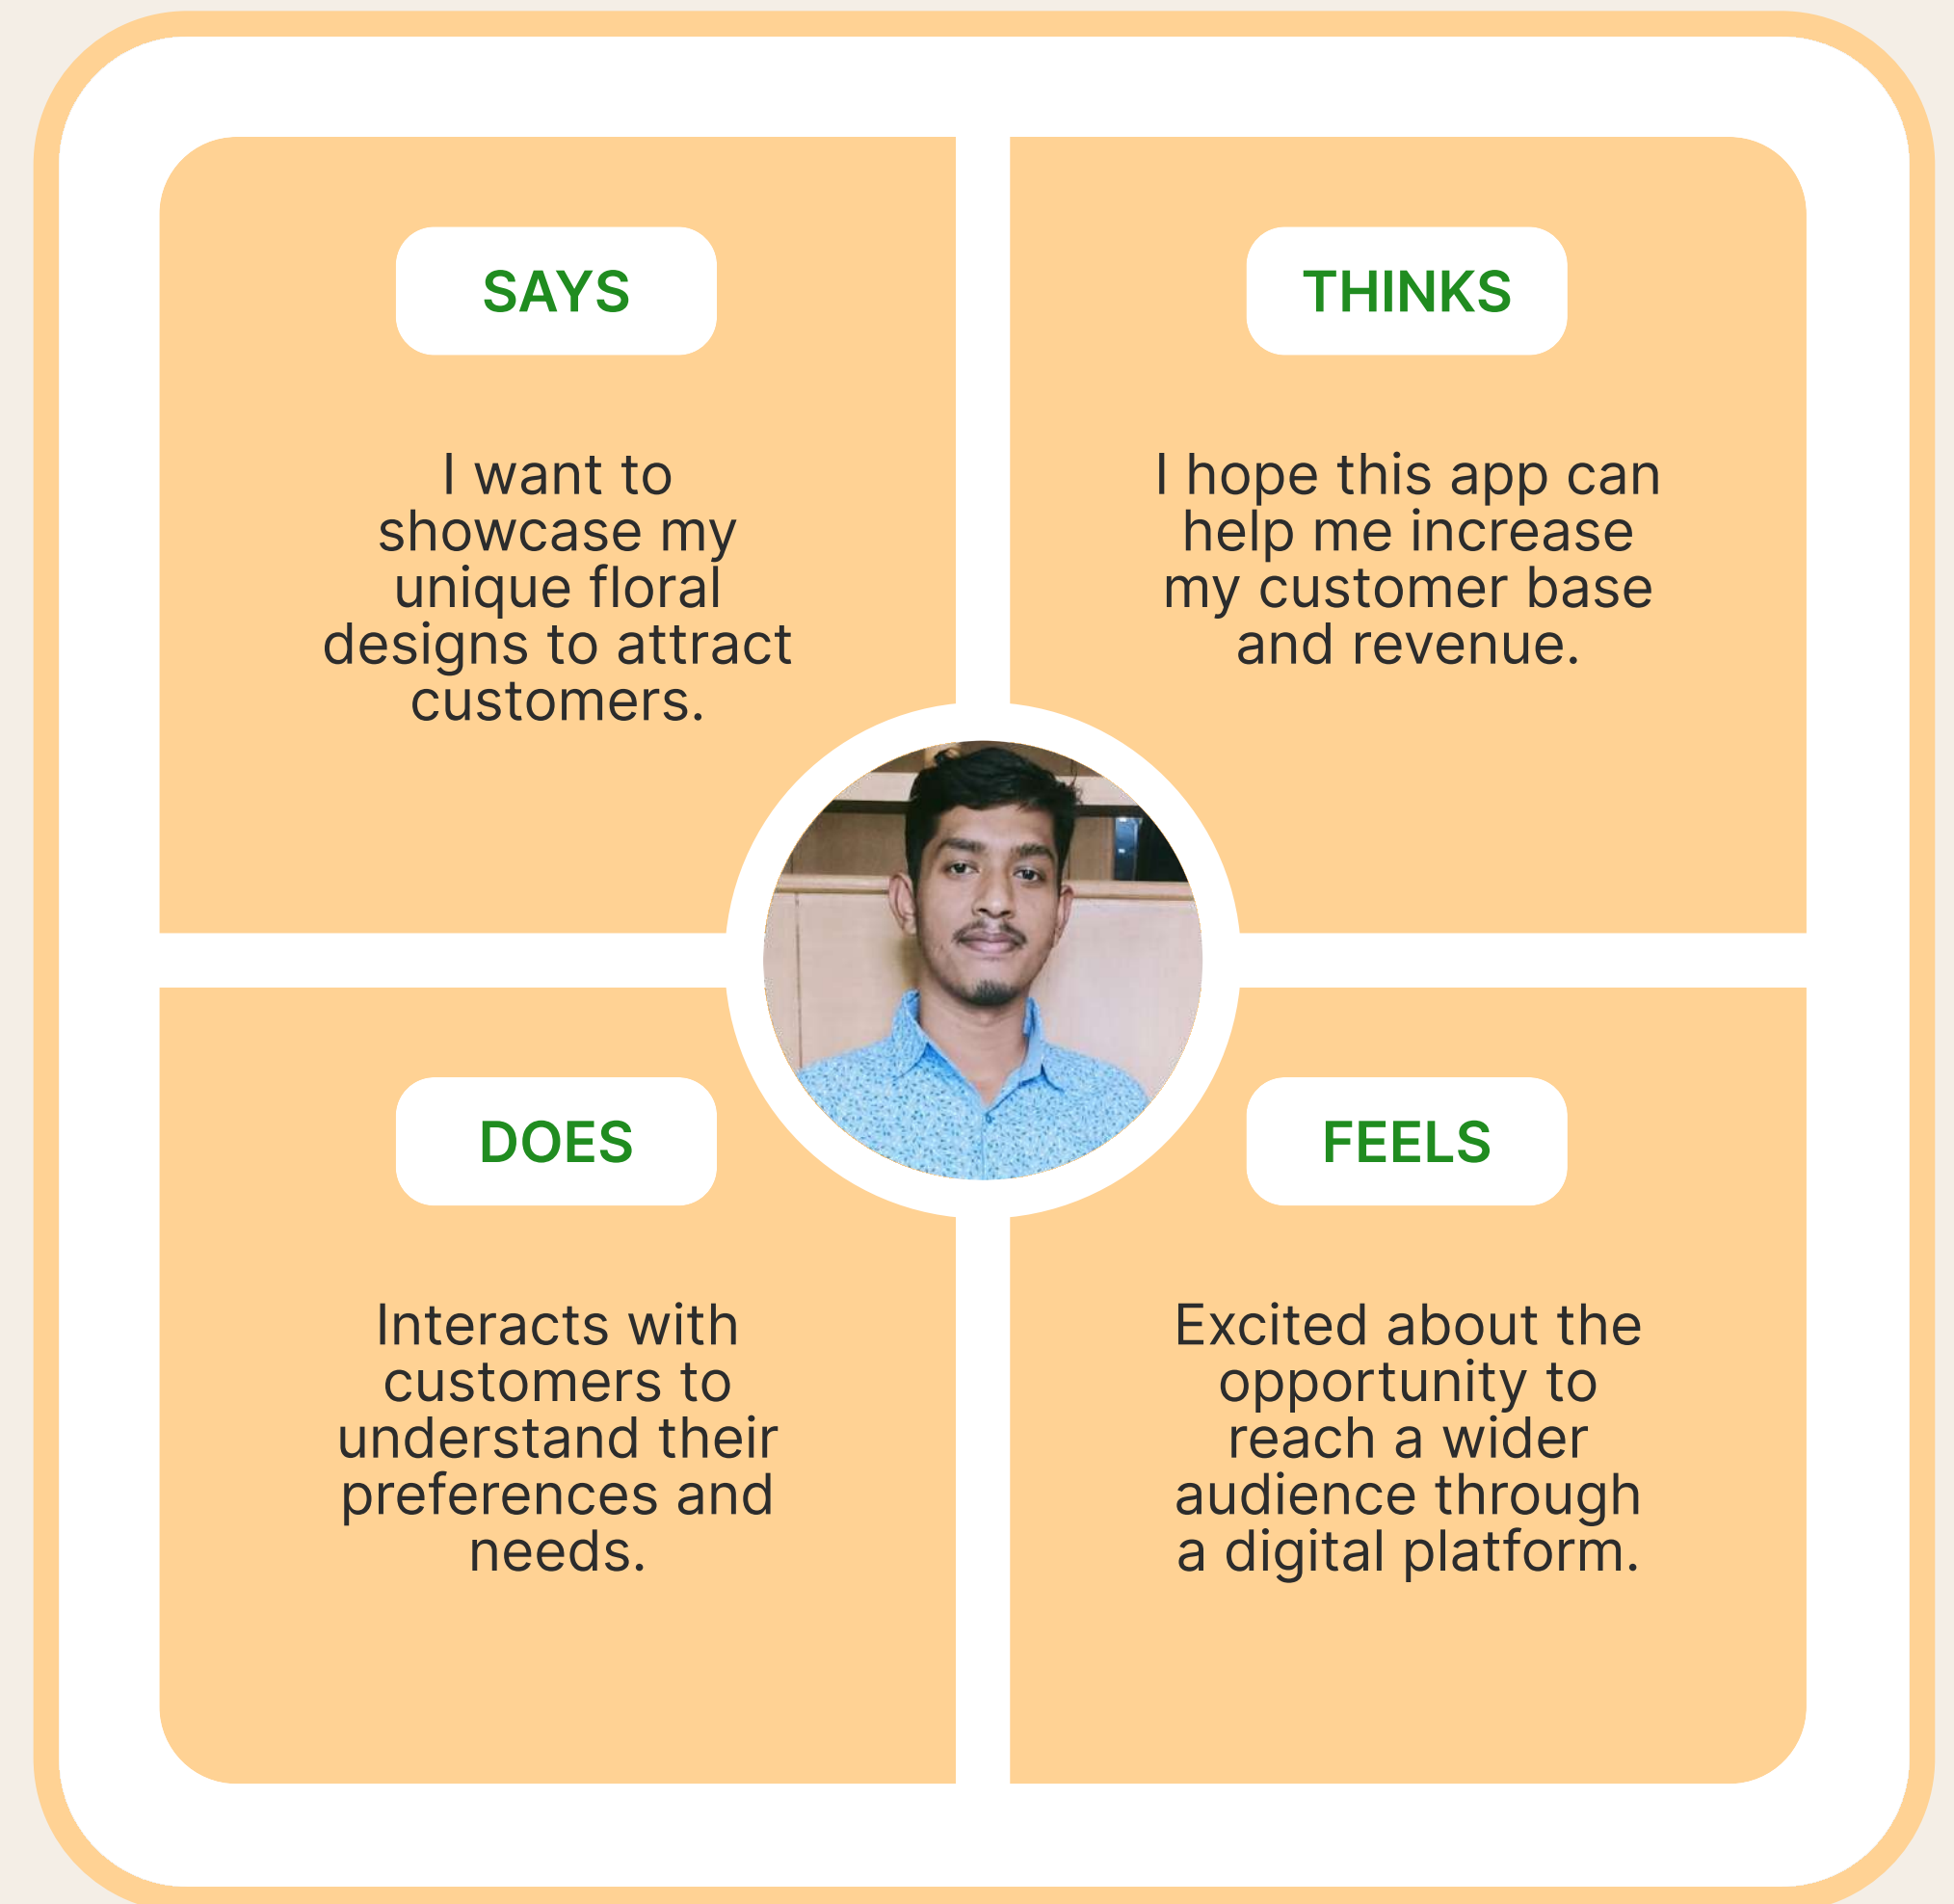 SAYS
I want to
showcase my
unique floral
designs to attract
customers.
THINKS
I hope this app can
help me increase
my customer base
and revenue.
DOES
Interacts with
customers to
understand their
preferences and
needs.
FEELS
Excited about the
opportunity to
reach a wider
audience through
a digital platform.